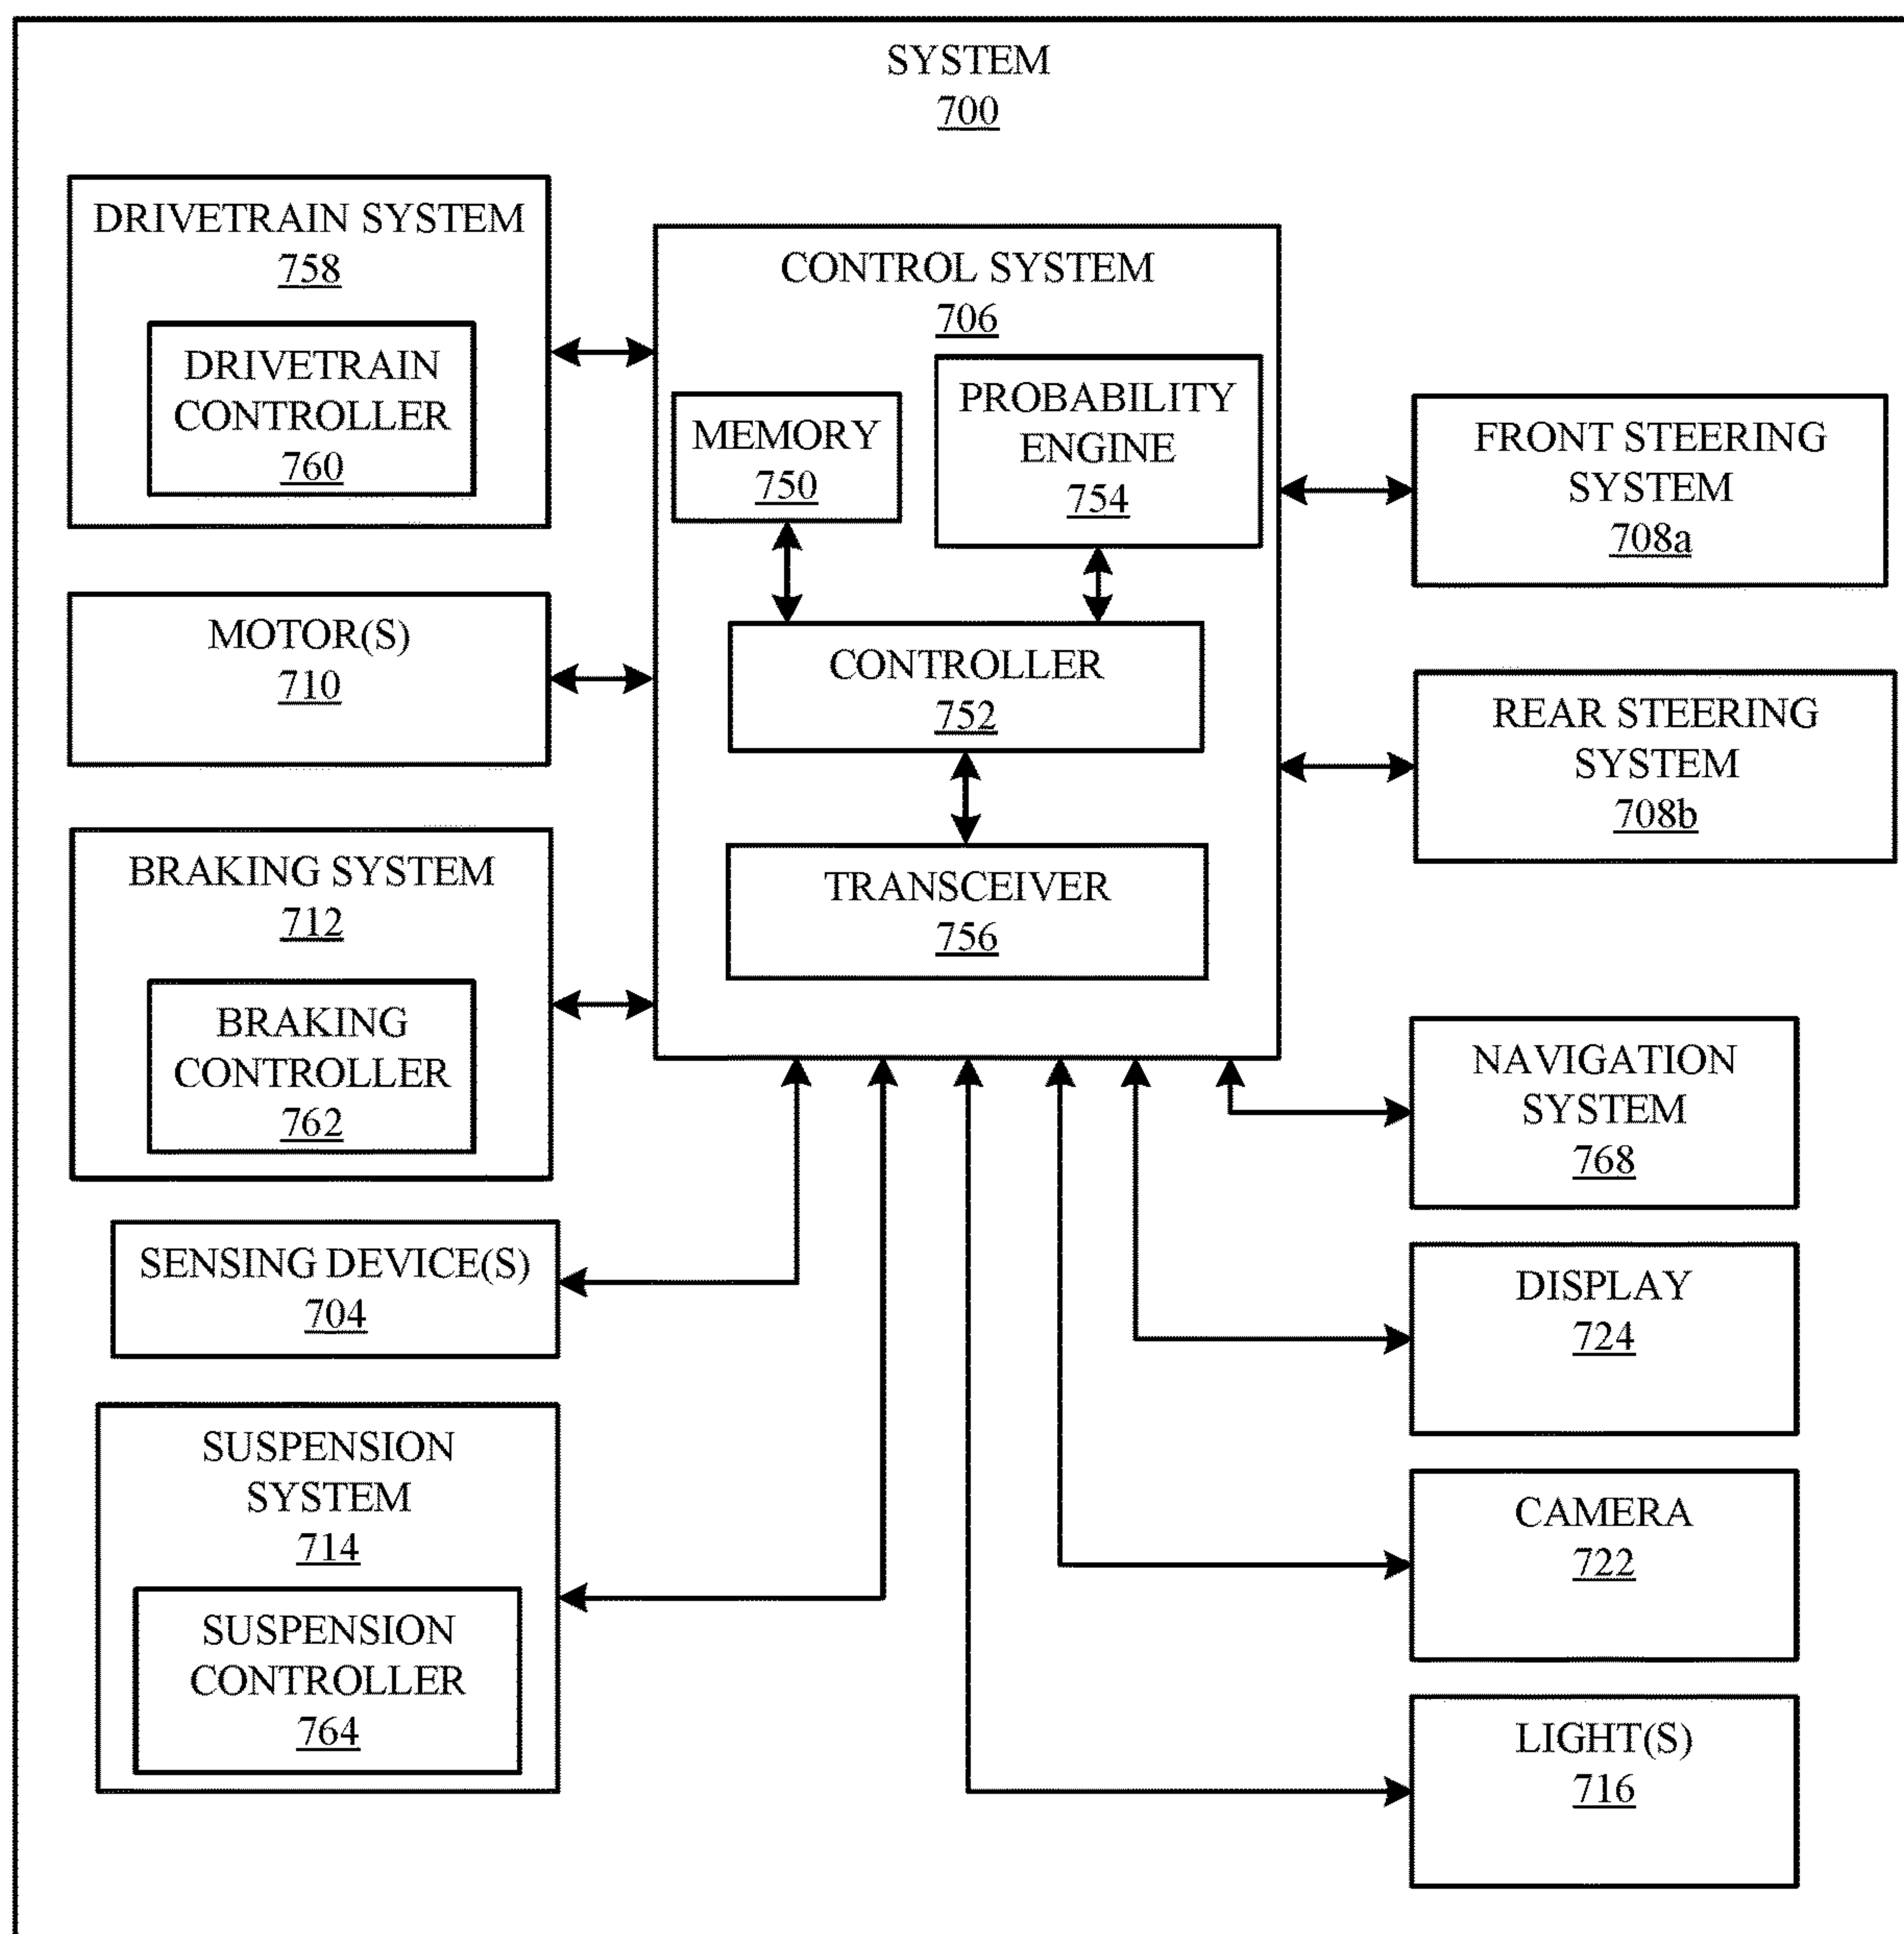 SYSTEM
700
DRIVETRAIN SYSTEM
758
DRIVETRAIN
CONTROLLER
760
MOTOR(S)
710
BRAKING SYSTEM
712
BRAKING
CONTROLLER
762
SENSING DEVICE(S)
704
SUSPENSION
SYSTEM
714
SUSPENSION
CONTROLLER
764
CONTROL SYSTEM
706
MEMORY
750
PROBABILITY
ENGINE
754
CONTROLLER
752
TRANSCEIVER
756
FRONT STEERING
SYSTEM
708a
REAR STEERING
SYSTEM
708b
NAVIGATION
SYSTEM
768
DISPLAY
724
CAMERA
722
LIGHT(S)
716